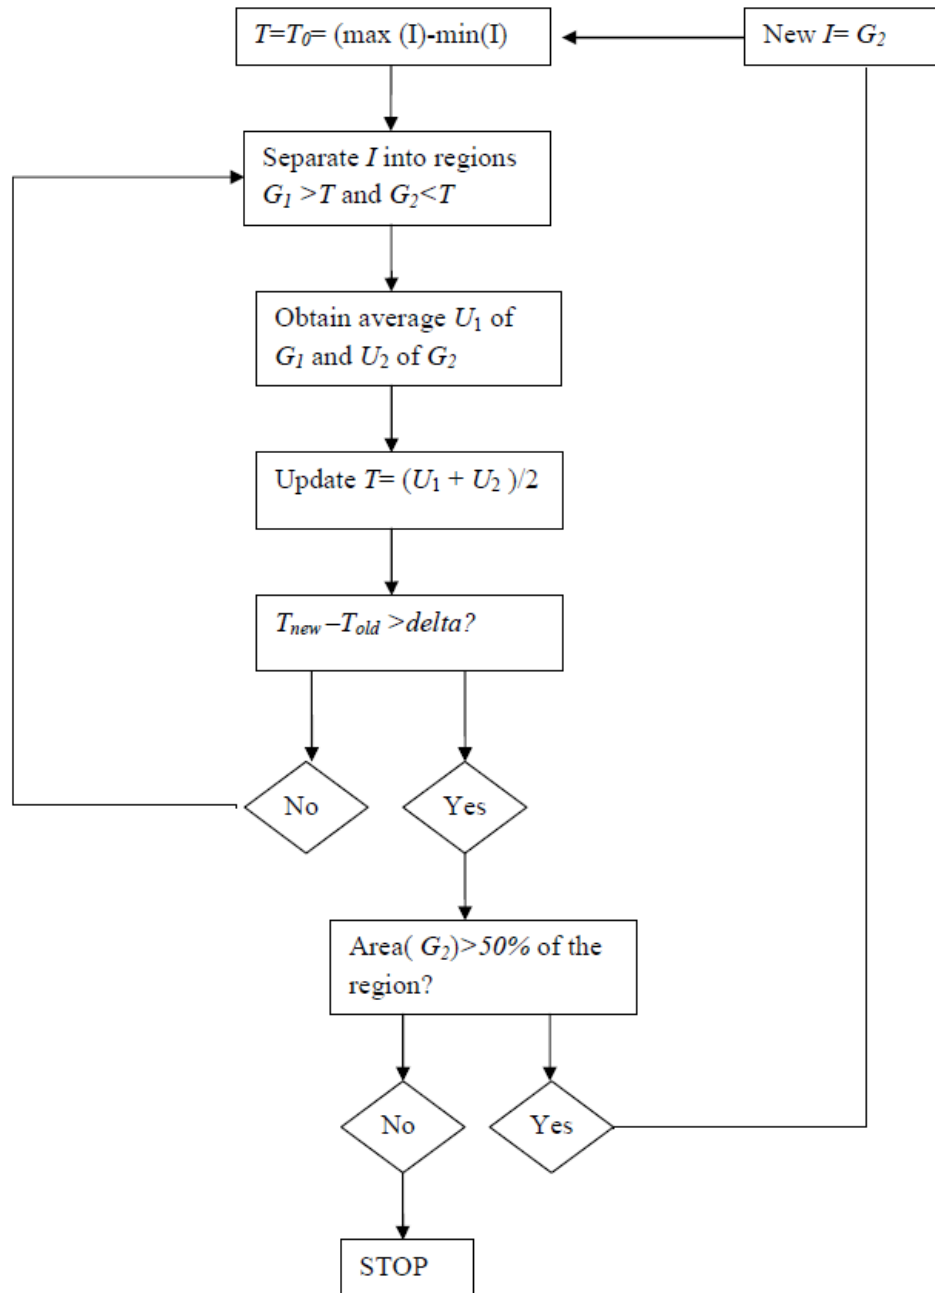 T=T0= (max (I)-min(I)
New I= G2
Separate I into regions
G1 >T and G2<T
Obtain average U1 of
G1 and U2 of G2
Update T= (U1 + U2 )/2
Tnew –Told >delta?
No
Yes
Area( G2)>50% of the
region?
No
Yes
STOP